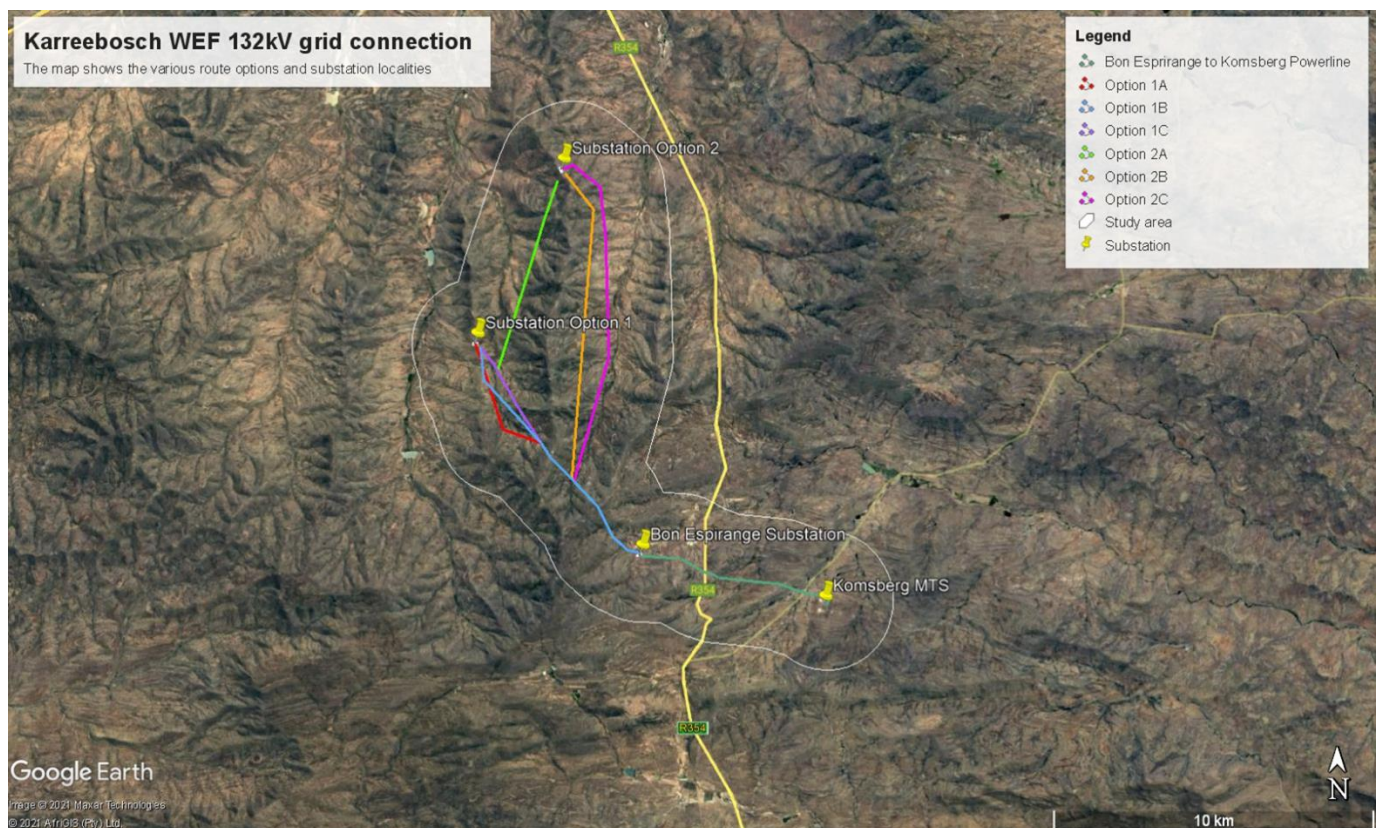 Karreebosch WEF 132kV grid connection
The map shows the various route options and substation localities
Legend
Bon Esprirange to Komsberg Powerline
Option 1A
Option 1B
Option 1C
Option 2A
Option 2B
Option 2C
Study area
Substation
R354
Substation Option 2
Substation Option 1
Bon Espirange Substation
Komsberg MTS
R354
R354
Google Earth
Image © 2021 Maxar Technologies
© 2021 AfriGIS (Pty) Ltd.
N
10 km